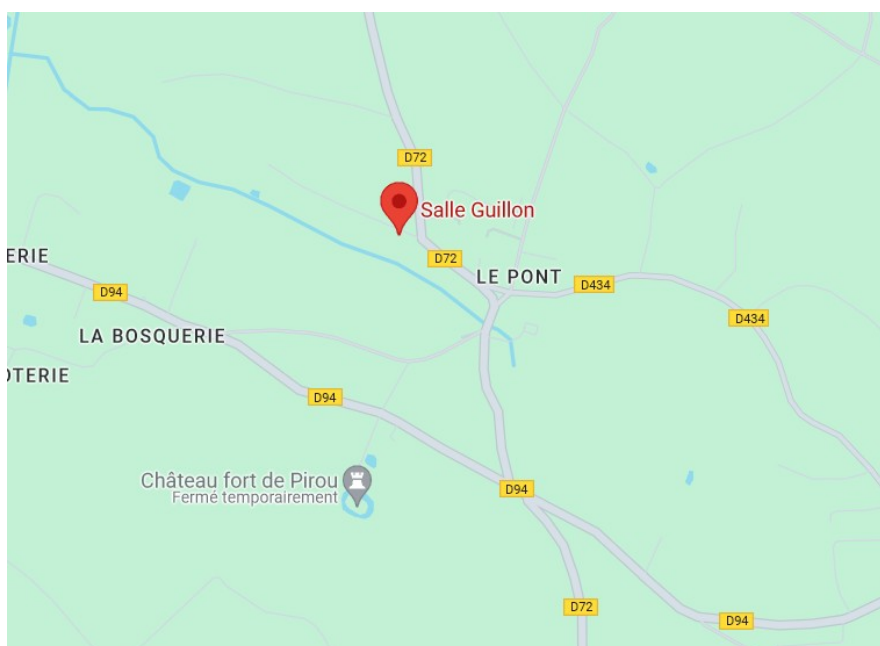 D72
Salle Guillon
D72
LE PONT
ERIE
D434
D94
D434
LA BOSQUERIE
OTERIE
D94
Château fort de Pirou
Fermé temporairement
D94
D72
D94